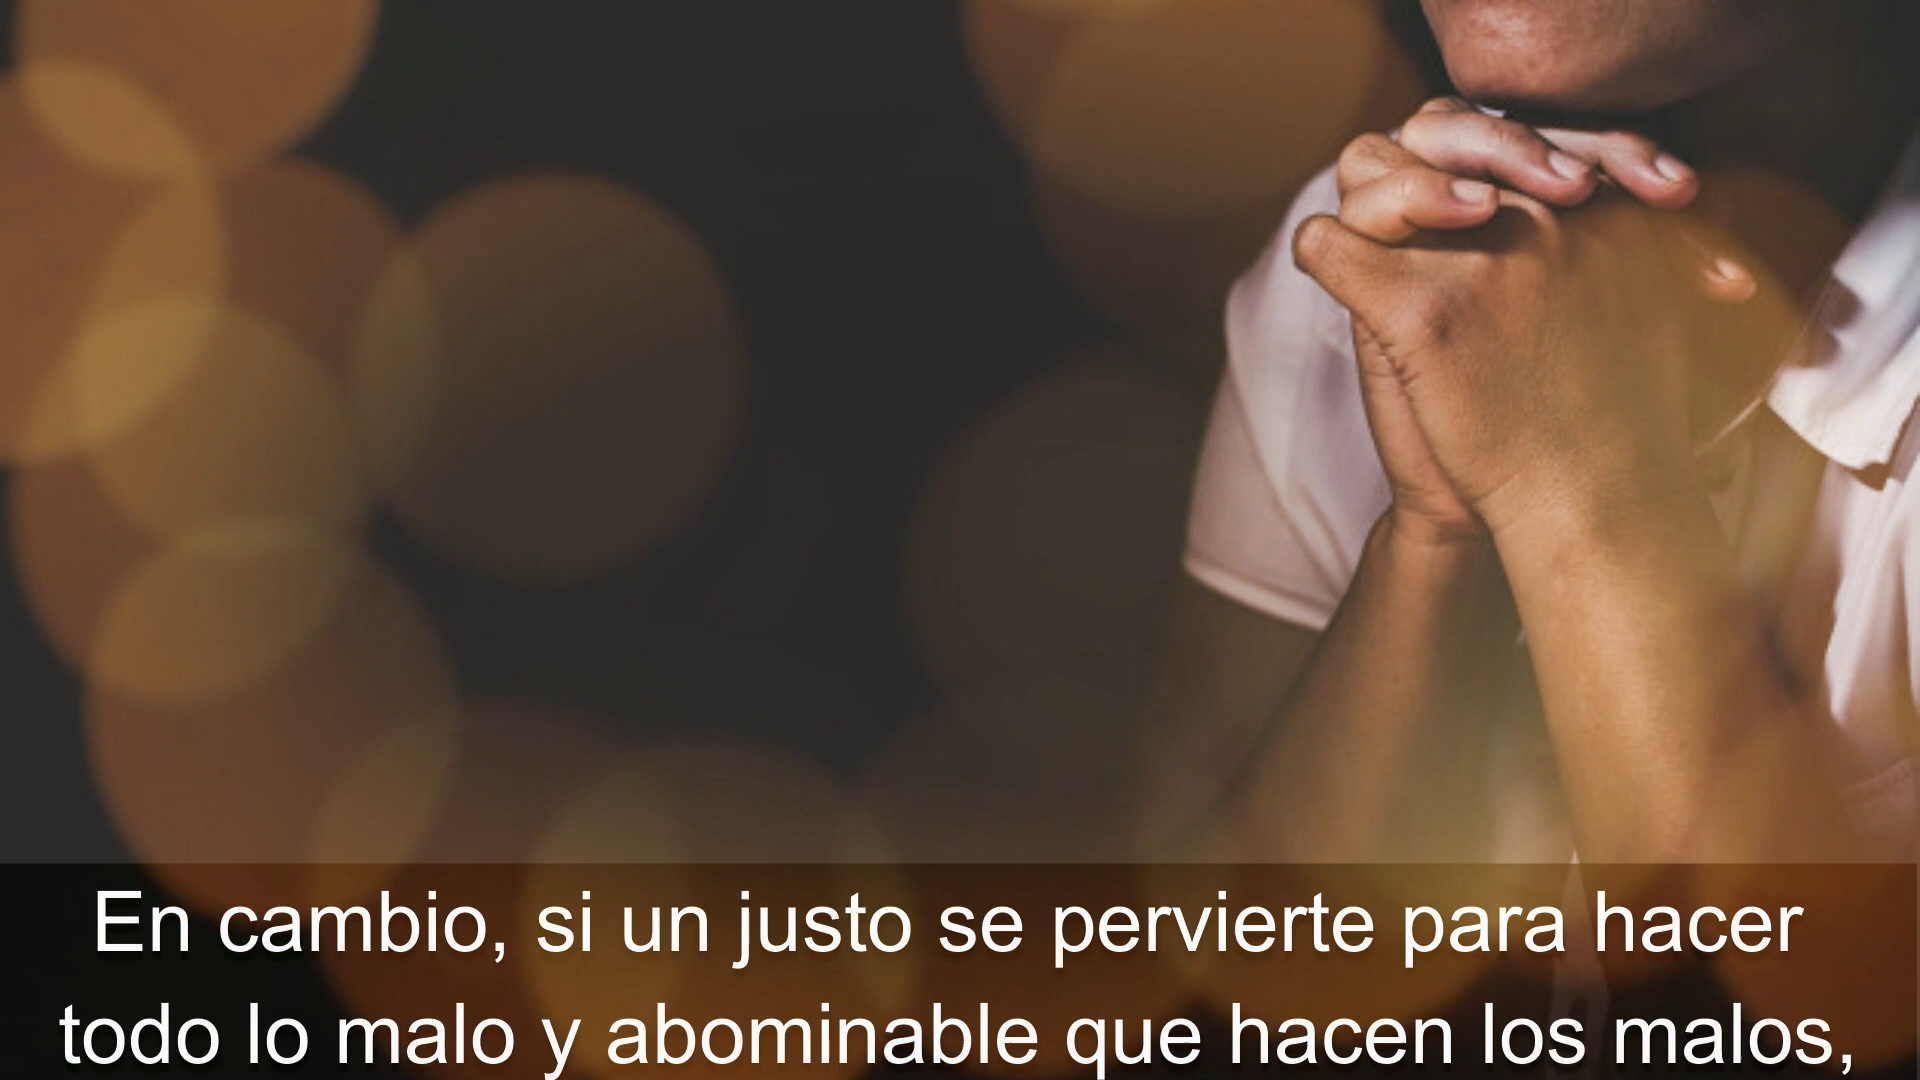 En cambio, si un justo se pervierte para hacer
todo lo malo y abominable que hacen los malos,